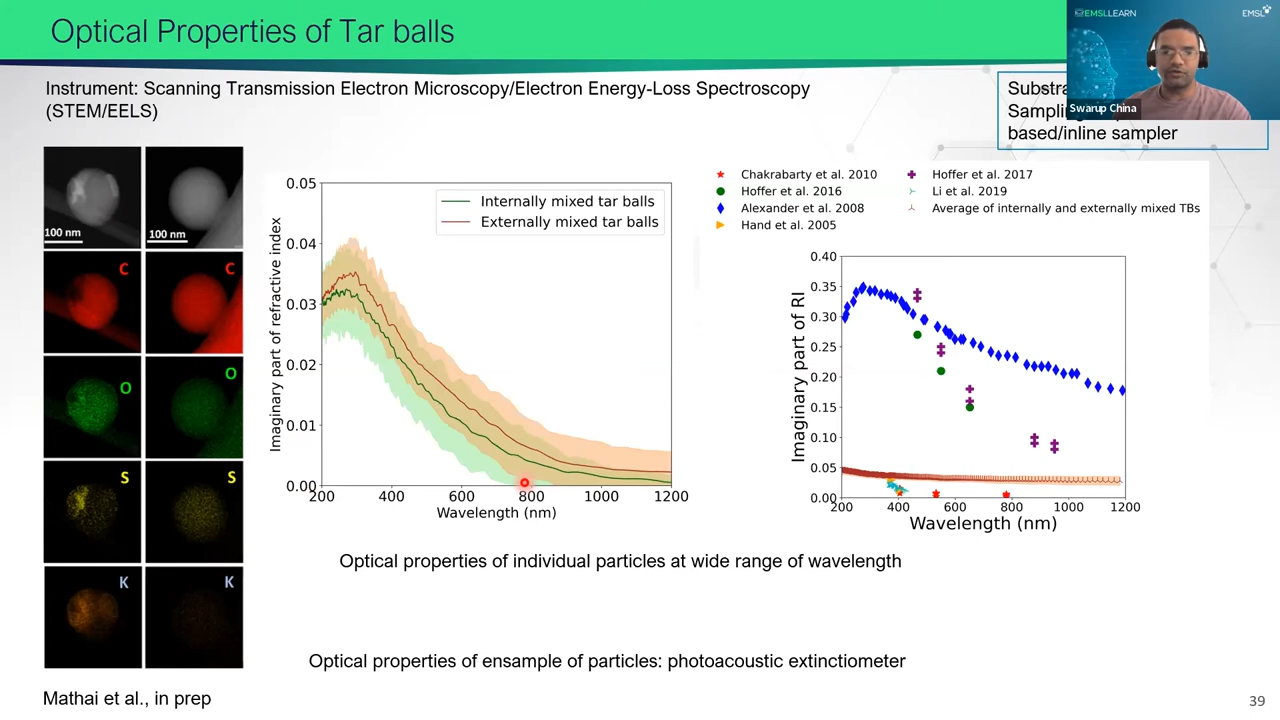 Optical Properties of Tar balls
EMSLLEARN
EMSL
Swarup China
Instrument: Scanning Transmission Electron Microscopy/Electron Energy-Loss Spectroscopy
(STEM/EELS)
based/inline sampler
100 nm
100 nm
C
C
O
O
S
S
K
K
Internally mixed tar balls
Externally mixed tar balls
Imaginary part of refractive index
0.05
0.04
0.03
0.02
0.01
0.00
200 400 600 800 1000 1200
Wavelength (nm)
Chakrabarty et al. 2010
Hoffer et al. 2016
Alexander et al. 2008
Hand et al. 2005
Hoffer et al. 2017
Li et al. 2019
Average of internally and externally mixed TBs
Imaginary part of RI
0.40
0.35
0.30
0.25
0.20
0.15
0.10
0.05
0.00
200 400 600 800 1000 1200
Wavelength (nm)
Optical properties of individual particles at wide range of wavelength
Optical properties of ensample of particles: photoacoustic extinctiometer
Mathai et al., in prep
39